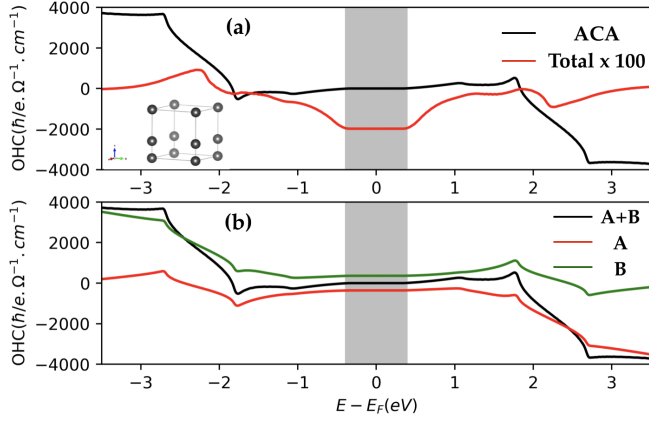 4000
2000
0
−2000
−4000
OHC(ℏ/e.Ω⁻¹.cm⁻¹)
(a)
ACA
Total x 100
−3 −2 −1 0 1 2 3
4000
2000
0
−2000
−4000
OHC(ℏ/e.Ω⁻¹.cm⁻¹)
(b)
A+B
A
B
−3 −2 −1 0 1 2 3
E − E_F(eV)